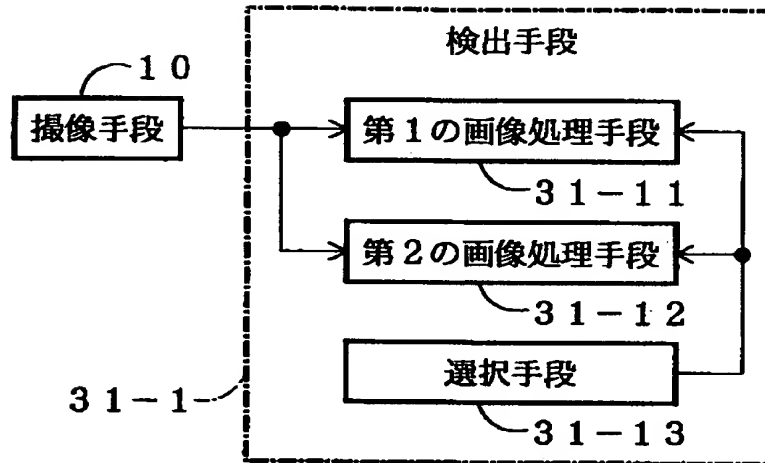 検出手段
10
撮像手段
第1の画像処理手段
31-11
第2の画像処理手段
31-12
選択手段
31-1
31-13